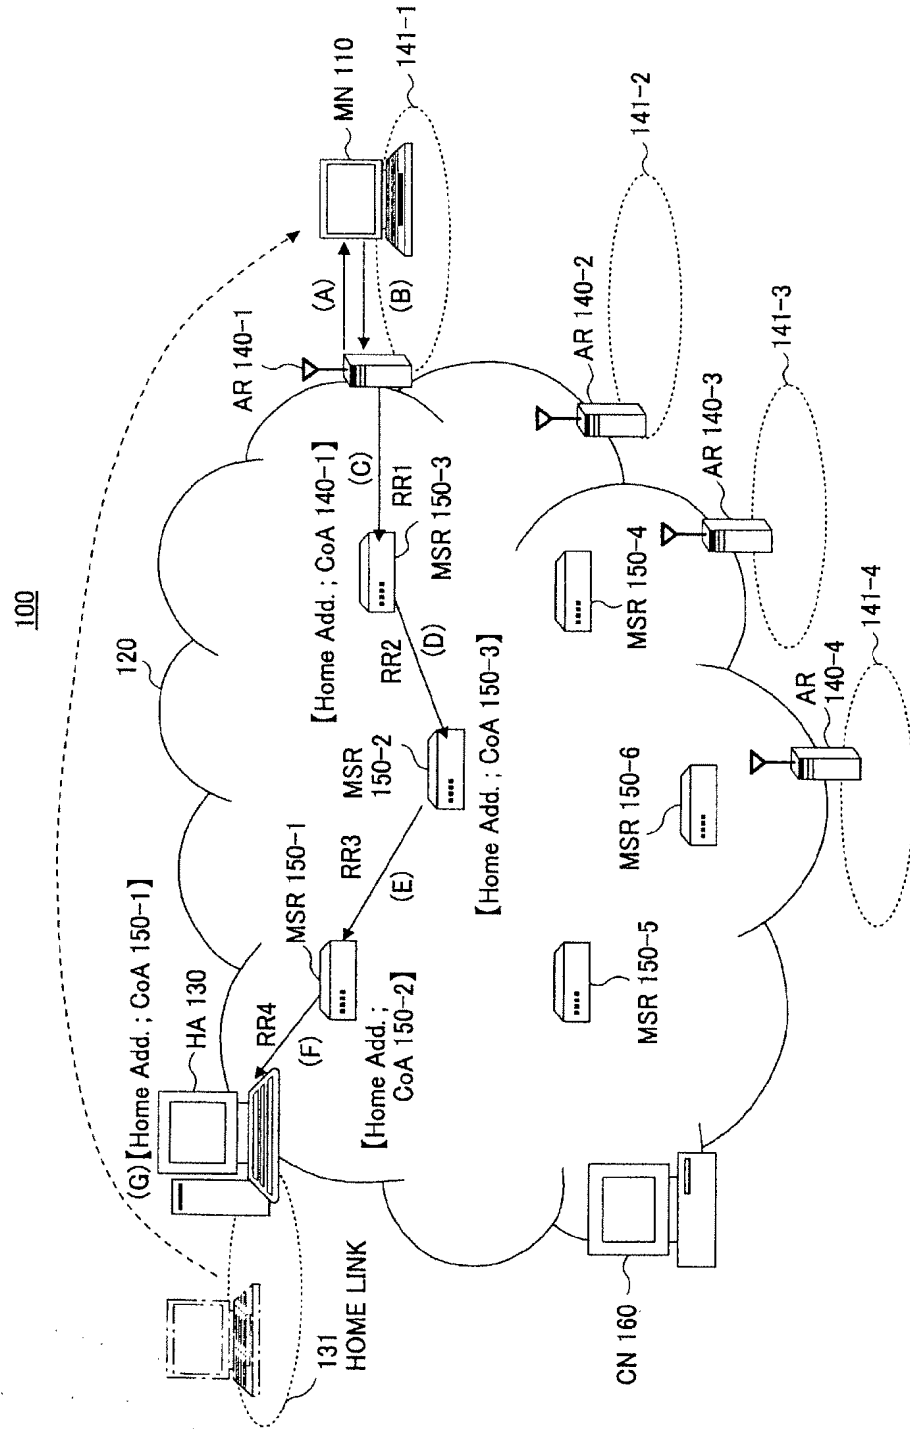 100
120
(G)【Home Add. ; CoA 150-1】
HA 130
RR4
(F)
MSR 150-1
【Home Add. ;
CoA 150-2】
RR3
(E)
MSR
150-2
【Home Add. ; CoA 150-3】
RR2
(D)
【Home Add. ; CoA 140-1】
(C)
RR1
MSR 150-3
AR 140-1
(A)
(B)
MN 110
141-1
131
HOME LINK
CN 160
MSR 150-5
MSR 150-6
MSR 150-4
AR 140-2
141-2
AR 140-3
141-3
AR
140-4
141-4